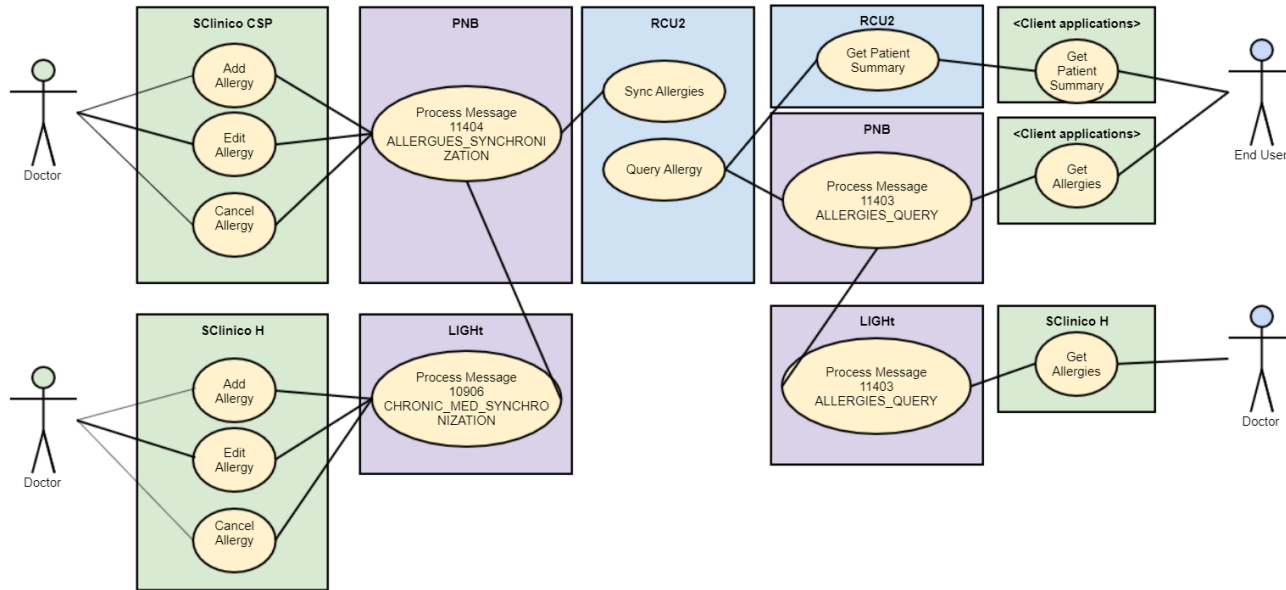 SClinico CSP
Add
Allergy
Edit
Allergy
Cancel
Allergy
Doctor
PNB
Process Message
11404
ALLERGUES_SYNCHRONI
ZATION
RCU2
Sync Allergies
Query Allergy
RCU2
Get Patient
Summary
<Client applications>
Get
Patient
Summary
PNB
Process Message
11403
ALLERGIES_QUERY
<Client applications>
Get
Allergies
End User
SClinico H
Add
Allergy
Edit
Allergy
Cancel
Allergy
Doctor
LIGHt
Process Message
10906
CHRONIC_MED_SYNCHRO
NIZATION
LIGHt
Process Message
11403
ALLERGIES_QUERY
SClinico H
Get
Allergies
Doctor